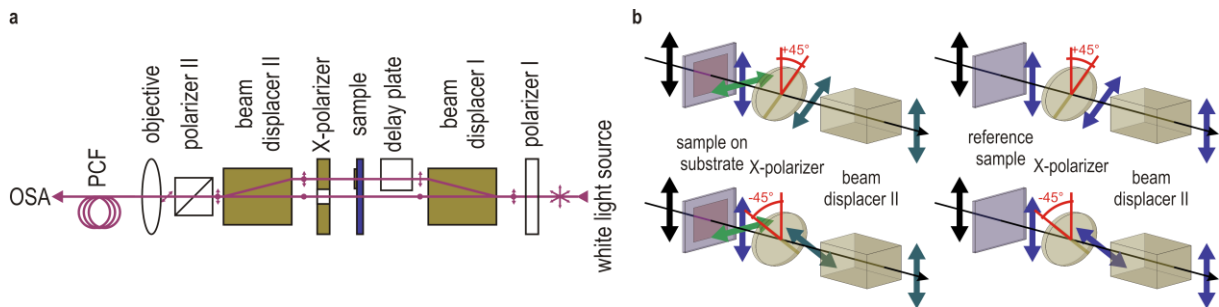 a
OSA
PCF
objective
polarizer II
beam
displacer II
X-polarizer
sample
delay plate
beam
displacer I
polarizer I
white light source
b
+45°
+45°
sample on
substrate
X-polarizer
beam
displacer II
reference
sample
X-polarizer
beam
displacer II
-45°
-45°